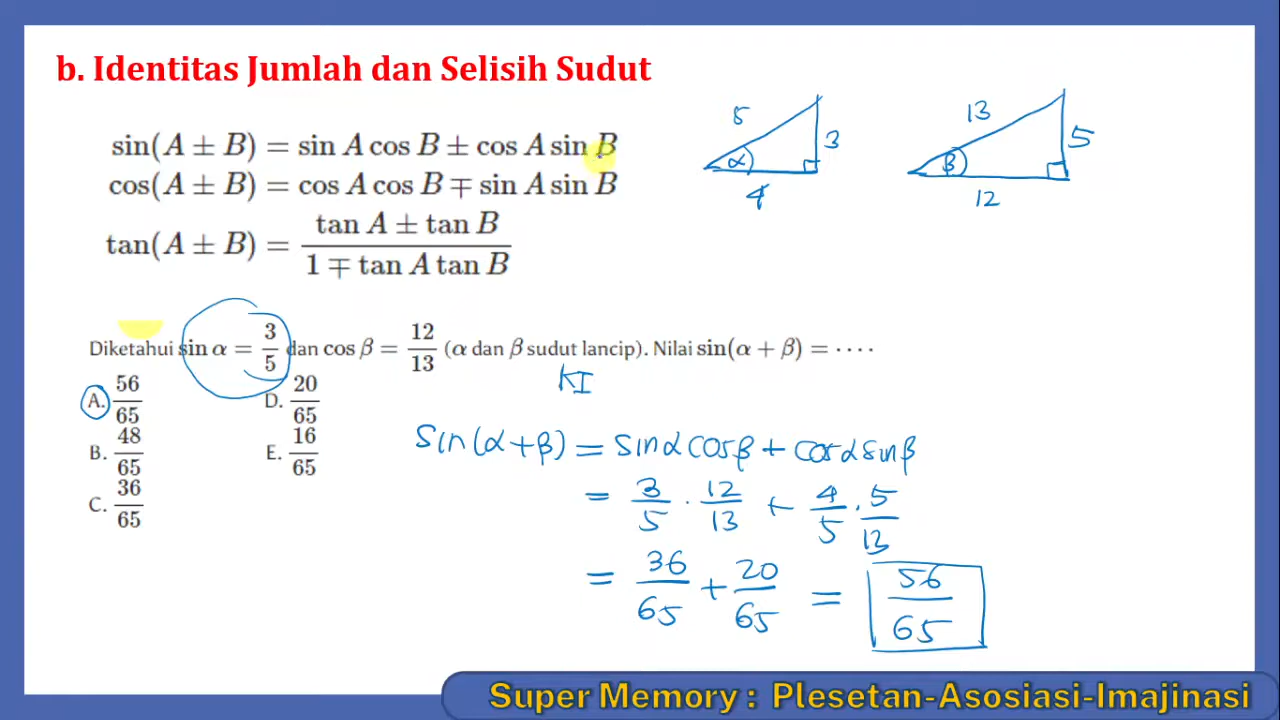 b. Identitas Jumlah dan Selisih Sudut
sin(A ± B) = sin A cos B ± cos A sin B
cos(A ± B) = cos A cos B ∓ sin A sin B
tan(A ± B) = (tan A ± tan B) / (1 ∓ tan A tan B)
5
3
α
4
13
5
β
12
Diketahui sin α = 3/5 dan cos β = 12/13 (α dan β sudut lancip). Nilai sin(α + β) = ····
A. 56/65
D. 20/65
B. 48/65
E. 16/65
C. 36/65
KI
sin(α+β) = sinα cosβ + cosα sinβ
= 3/5 · 12/13 + 4/5 · 5/13
= 36/65 + 20/65 = 56/65
Super Memory : Plesetan-Asosiasi-Imajinasi